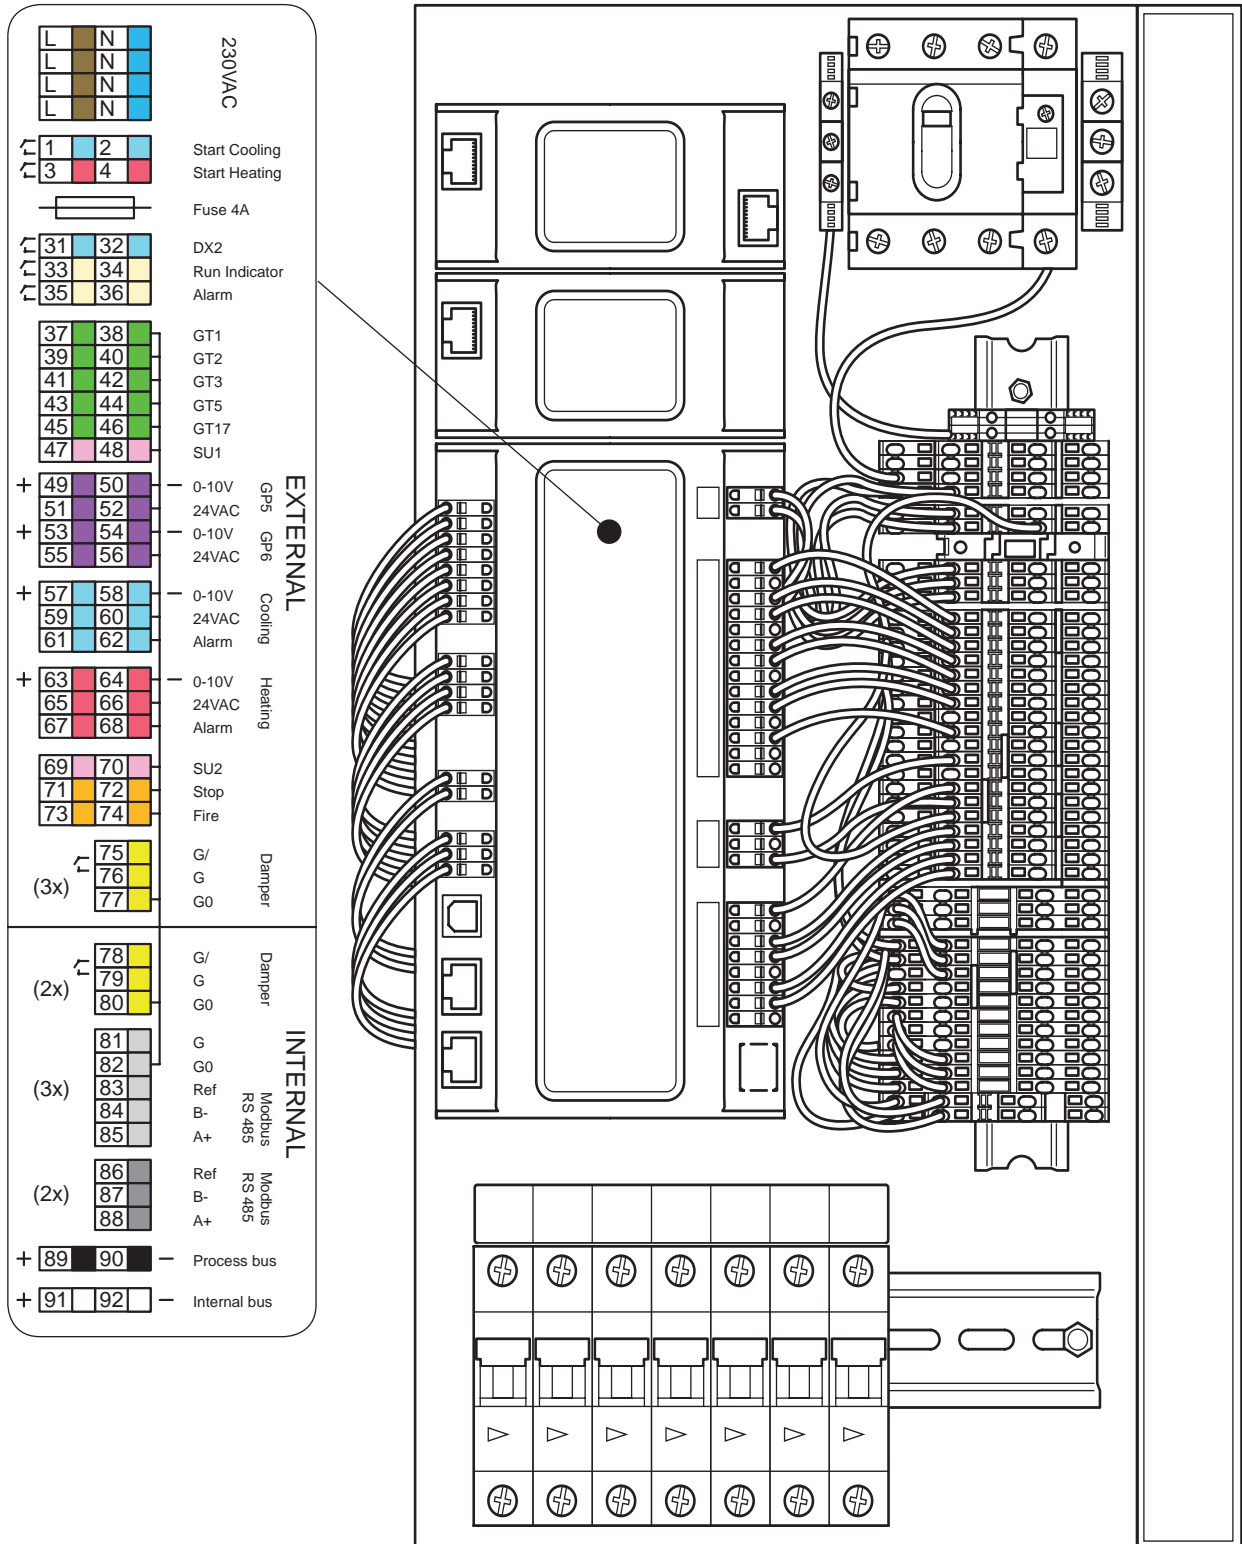 L N
L N
L N
L N
230VAC
1 2 Start Cooling
3 4 Start Heating
Fuse 4A
31 32 DX2
33 34 Run Indicator
35 36 Alarm
37 38 GT1
39 40 GT2
41 42 GT3
43 44 GT5
45 46 GT17
47 48 SU1
EXTERNAL
+ 49 50 – 0-10V
51 52 24VAC
GP5
+ 53 54 – 0-10V
55 56 24VAC
GP6
+ 57 58 – 0-10V
59 60 24VAC
61 62 Alarm
Cooling
+ 63 64 – 0-10V
65 66 24VAC
67 68 Alarm
Heating
69 70 SU2
71 72 Stop
73 74 Fire
(3x)
75 G/
76 G
77 G0
Damper
INTERNAL
(2x)
78 G/
79 G
80 G0
Damper
(3x)
81 G
82 G0
83 Ref
84 B-
85 A+
Modbus
RS 485
(2x)
86 Ref
87 B-
88 A+
Modbus
RS 485
+ 89 90 – Process bus
+ 91 92 – Internal bus